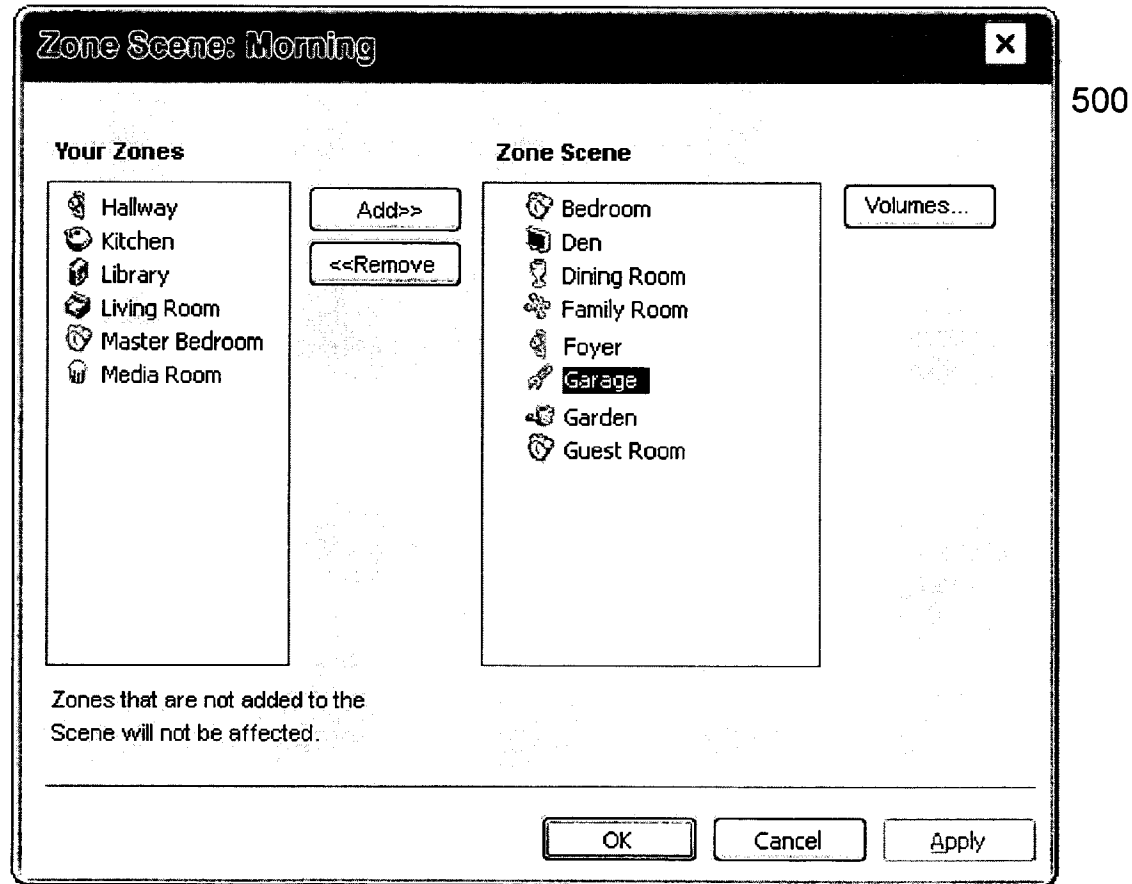 Zone Scene: Morning
500
Your Zones
Hallway
Kitchen
Library
Living Room
Master Bedroom
Media Room
Add>>
<<Remove
Zone Scene
Bedroom
Den
Dining Room
Family Room
Foyer
Garage
Garden
Guest Room
Volumes...
Zones that are not added to the
Scene will not be affected.
OK
Cancel
Apply